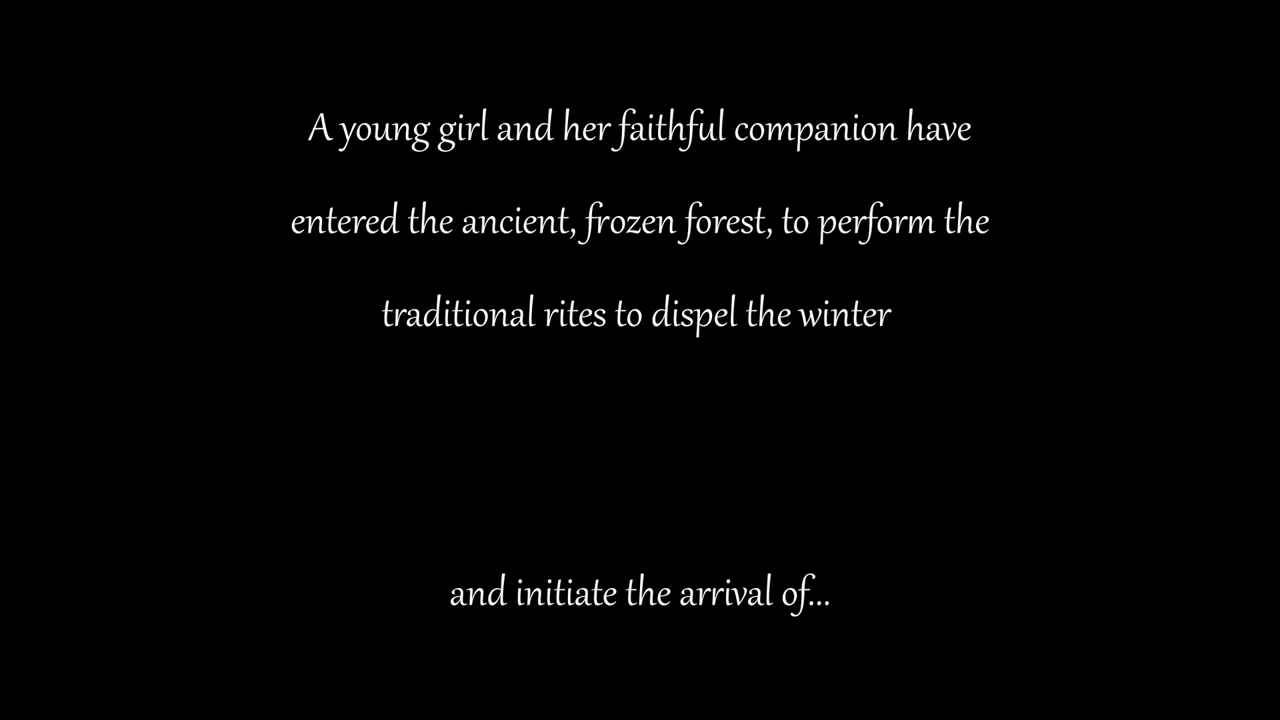 A young girl and her faithful companion have
entered the ancient, frozen forest, to perform the
traditional rites to dispel the winter
and initiate the arrival of...